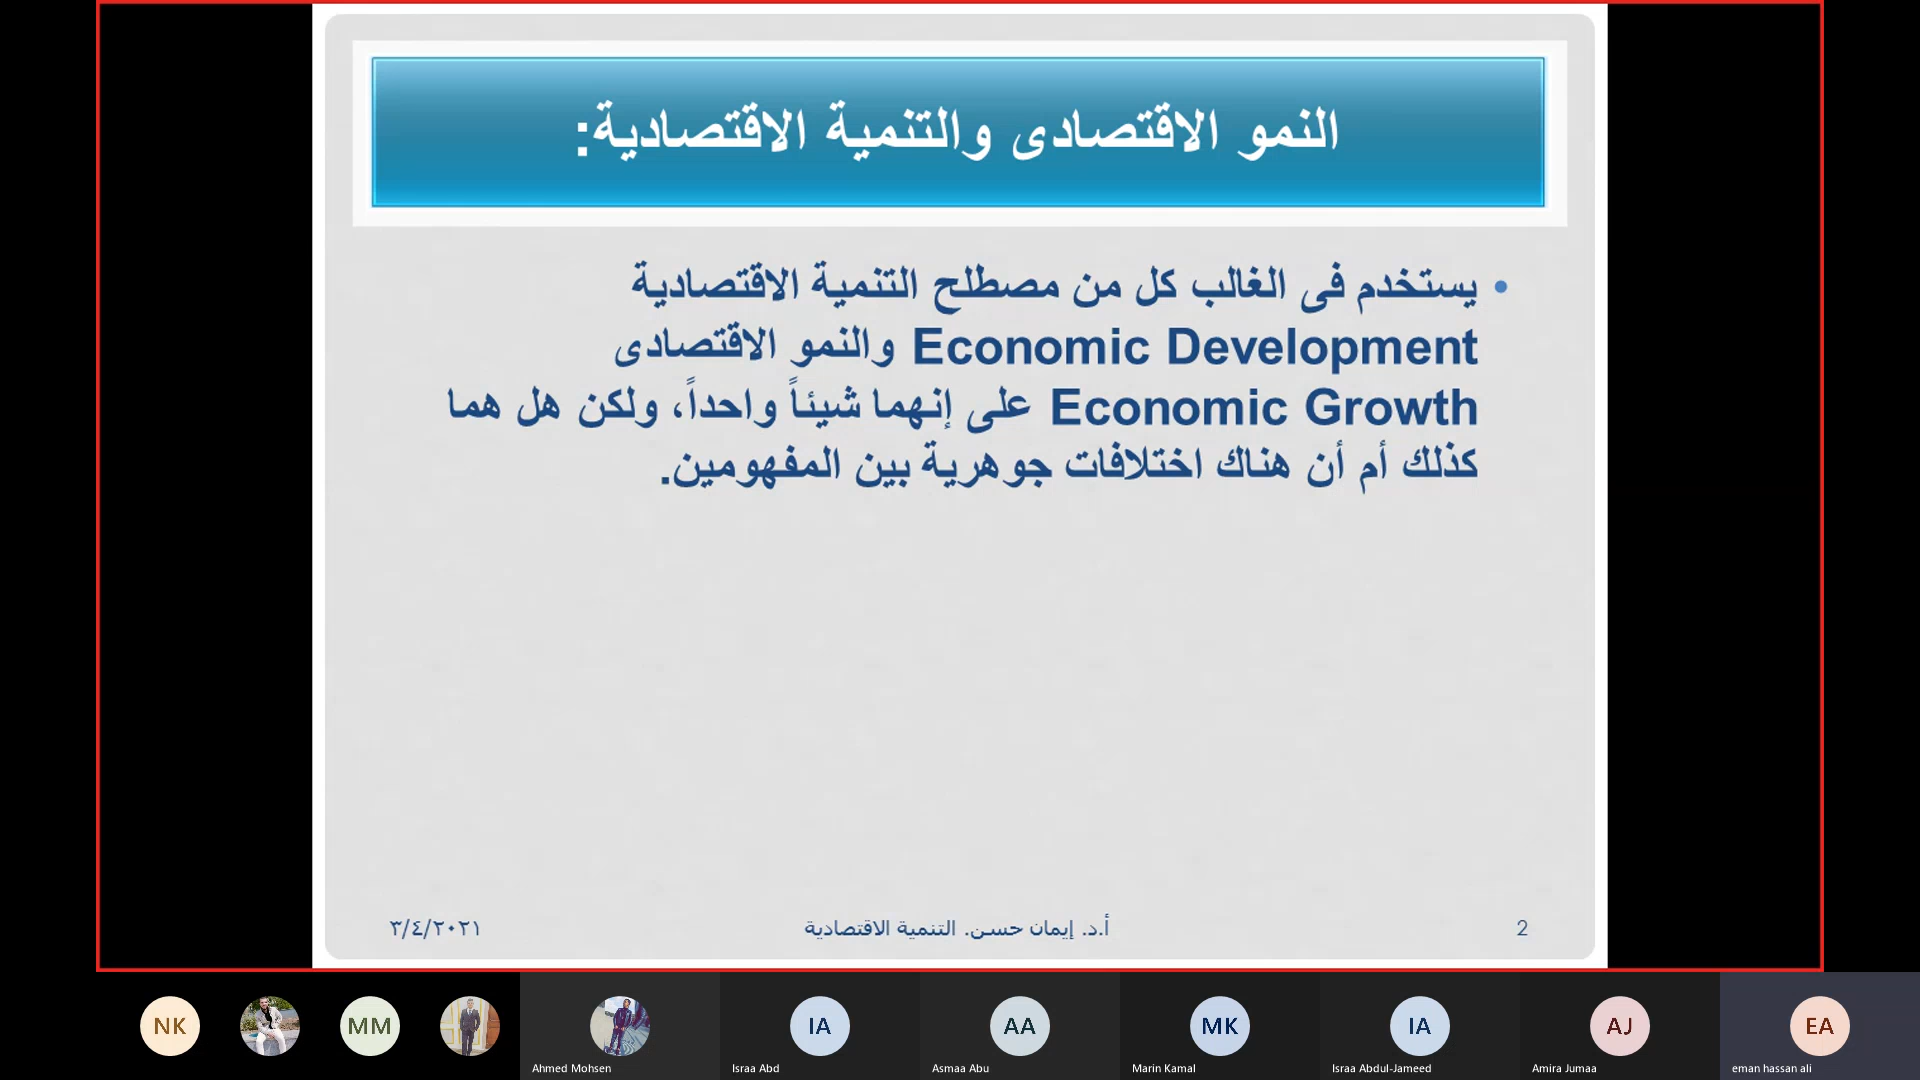 النمو الاقتصادى والتنمية الاقتصادية:
• يستخدم فى الغالب كل من مصطلح التنمية الاقتصادية
Economic Development والنمو الاقتصادى
Economic Growth على إنهما شيئاً واحداً، ولكن هل هما
كذلك أم أن هناك اختلافات جوهرية بين المفهومين.
2
أ.د. إيمان حسن. التنمية الاقتصادية
٣/٤/٢٠٢١
NK
MM
IA
AA
MK
IA
AJ
EA
Ahmed Mohsen
Israa Abd
Asmaa Abu
Marin Kamal
Israa Abdul-Jameed
Amira Jumaa
eman hassan ali